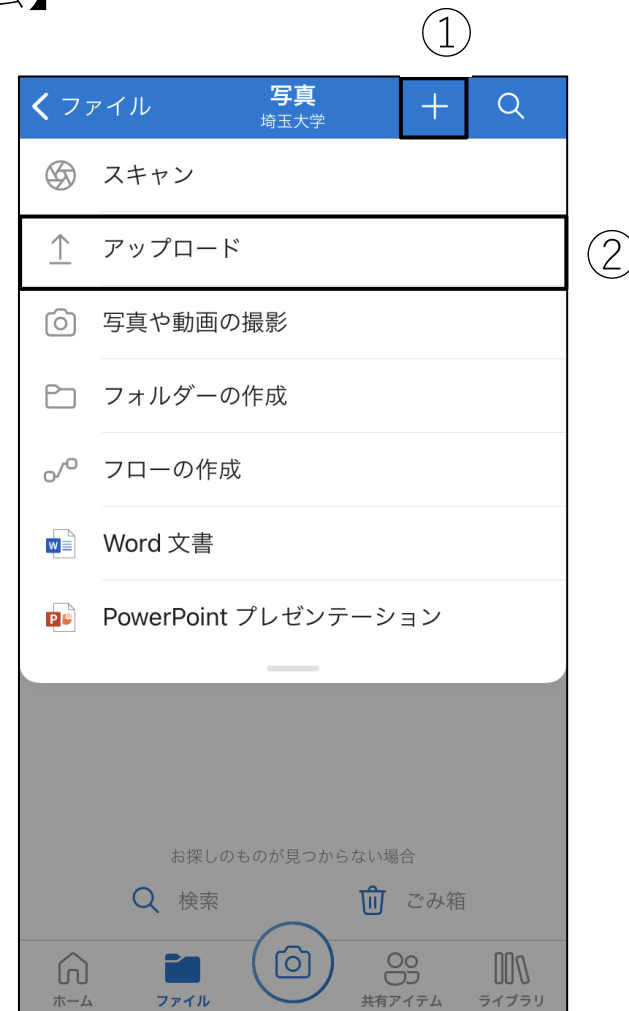 ①
ファイル
写真
埼玉大学
スキャン
アップロード
②
写真や動画の撮影
フォルダーの作成
フローの作成
Word 文書
PowerPoint プレゼンテーション
お探しのものが見つからない場合
検索
ごみ箱
ホーム
ファイル
共有アイテム
ライブラリ